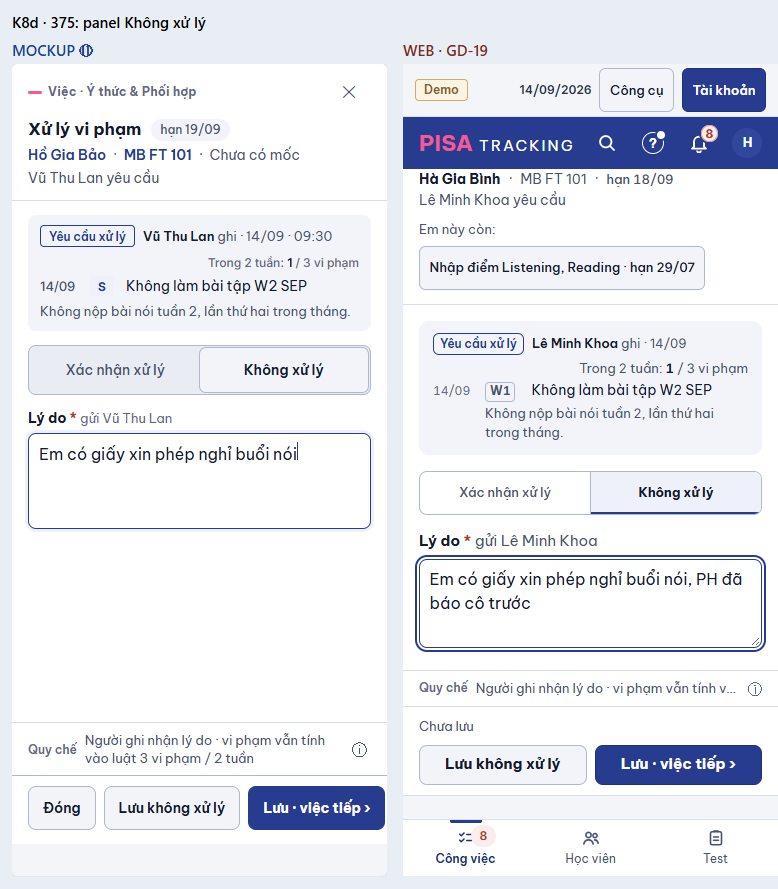 K8d · 375: panel Không xử lý
MOCKUP
Việc · Ý thức & Phối hợp
Xử lý vi phạm hạn 19/09
Hồ Gia Bảo · MB FT 101 · Chưa có mốc
Vũ Thu Lan yêu cầu
Yêu cầu xử lý Vũ Thu Lan ghi · 14/09 · 09:30
Trong 2 tuần: 1 / 3 vi phạm
14/09 S Không làm bài tập W2 SEP
Không nộp bài nói tuần 2, lần thứ hai trong tháng.
Xác nhận xử lý Không xử lý
Lý do * gửi Vũ Thu Lan
Em có giấy xin phép nghỉ buổi nói
Quy chế Người ghi nhận lý do · vi phạm vẫn tính
vào luật 3 vi phạm / 2 tuần
Đóng Lưu không xử lý Lưu · việc tiếp ›
WEB · GD-19
Demo 14/09/2026 Công cụ Tài khoản
PISA TRACKING ? 8 H
Hà Gia Bình · MB FT 101 · hạn 18/09
Lê Minh Khoa yêu cầu
Em này còn:
Nhập điểm Listening, Reading · hạn 29/07
Yêu cầu xử lý Lê Minh Khoa ghi · 14/09
Trong 2 tuần: 1 / 3 vi phạm
14/09 W1 Không làm bài tập W2 SEP
Không nộp bài nói tuần 2, lần thứ hai
trong tháng.
Xác nhận xử lý Không xử lý
Lý do * gửi Lê Minh Khoa
Em có giấy xin phép nghỉ buổi nói, PH đã
báo cô trước
Quy chế Người ghi nhận lý do · vi phạm vẫn tính v...
Chưa lưu
Lưu không xử lý Lưu · việc tiếp ›
8
Công việc Học viên Test